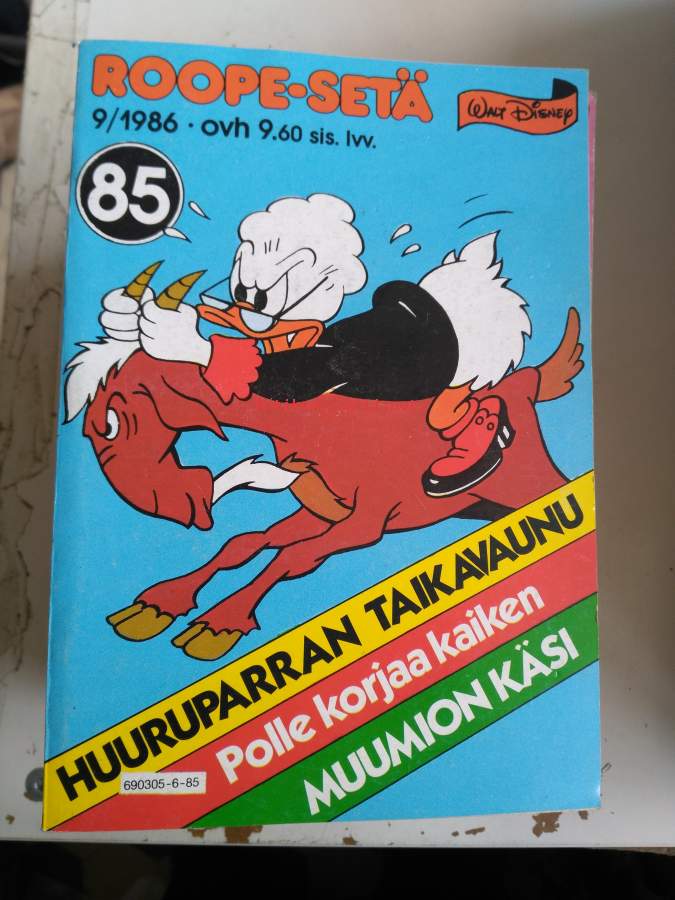 ROOPE-SETÄ
WALT DISNEY
9/1986 · ovh 9.60 sis. lvv.
85
HUURUPARRAN TAIKAVAUNU
Polle korjaa kaiken
MUUMION KÄSI
690305-6-85